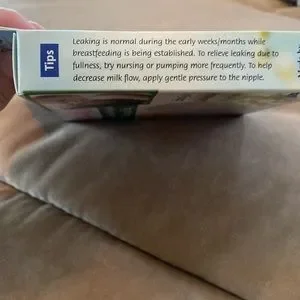 Tips
Leaking is normal during the early weeks/months while
breastfeeding is being established. To relieve leaking due to
fullness, try nursing or pumping more frequently. To help
decrease milk flow, apply gentle pressure to the nipple.